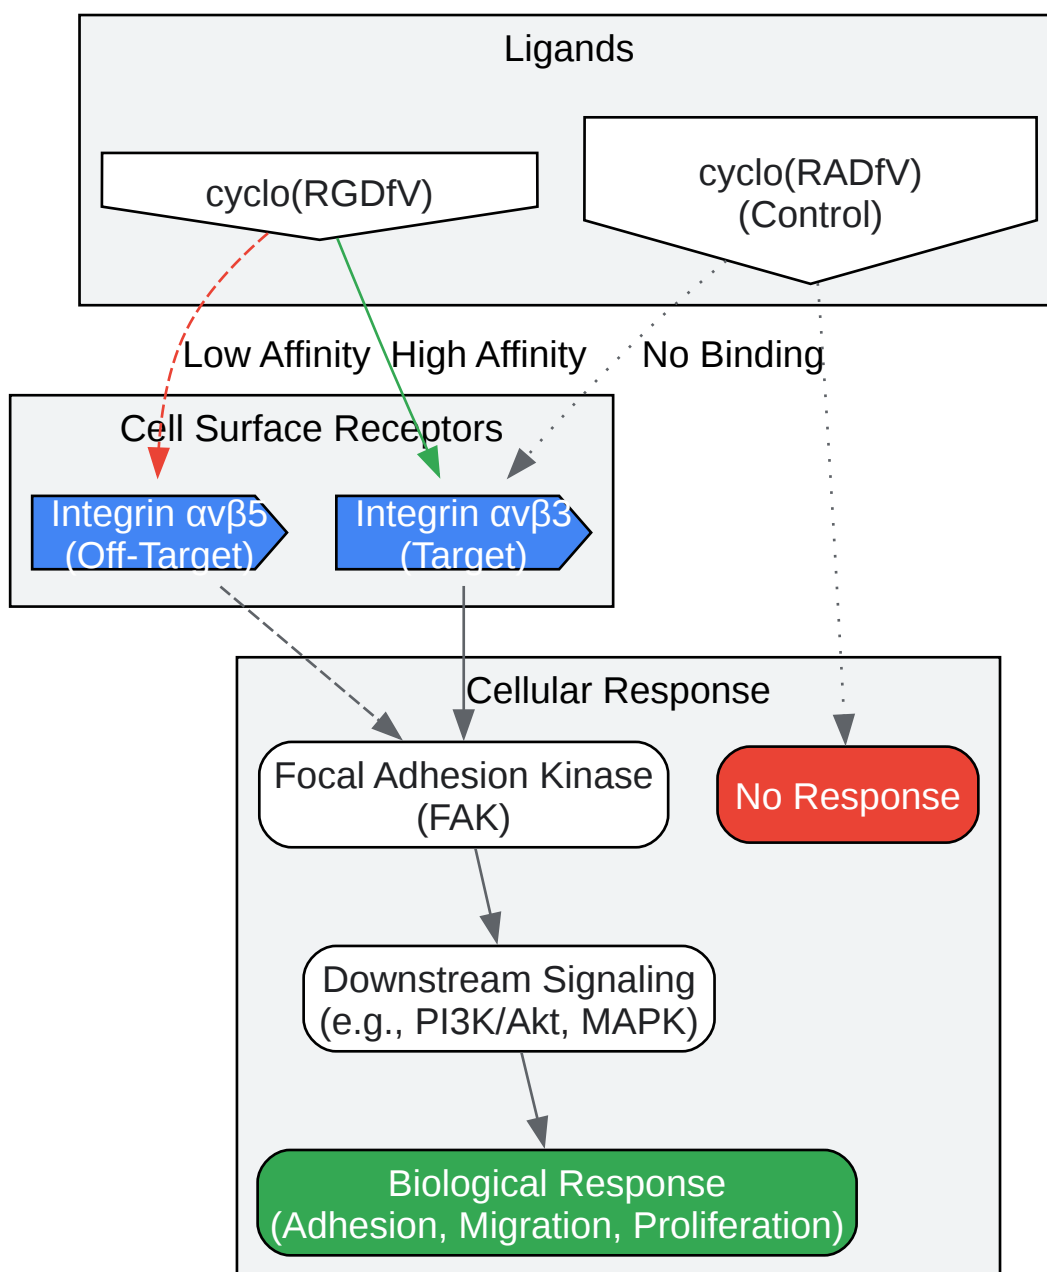 Ligands
cyclo(RGDfV)
cyclo(RADfV)
(Control)
Low Affinity
High Affinity
No Binding
Cell Surface Receptors
Integrin αvβ5
(Off-Target)
Integrin αvβ3
(Target)
Cellular Response
Focal Adhesion Kinase
(FAK)
No Response
Downstream Signaling
(e.g., PI3K/Akt, MAPK)
Biological Response
(Adhesion, Migration, Proliferation)